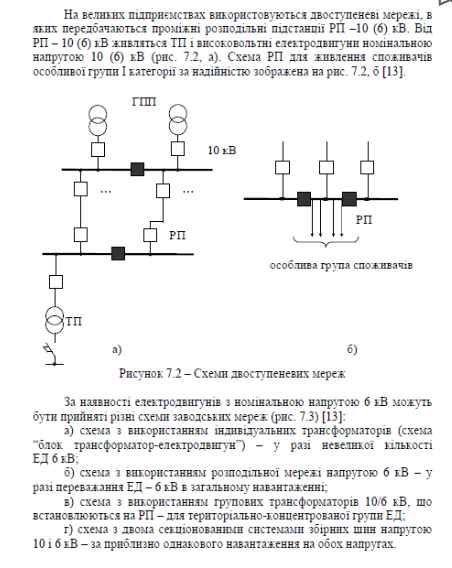 На великих підприємствах використовуються двоступеневі мережі, в
яких передбачаються проміжні розподільні підстанції РП –10 (6) кВ. Від
РП – 10 (6) кВ живляться ТП і високовольтні електродвигуни номінальною
напругою 10 (6) кВ (рис. 7.2, а). Схема РП для живлення споживачів
особливої групи І категорії за надійністю зображена на рис. 7.2, б [13].
ГПП
10 кВ
... ...
РП
РП
особлива група споживачів
ТП
а) б)
Рисунок 7.2 – Схеми двоступеневих мереж
За наявності електродвигунів з номінальною напругою 6 кВ можуть
бути прийняті різні схеми заводських мереж (рис. 7.3) [13]:
а) схема з використанням індивідуальних трансформаторів (схема
“блок трансформатор-електродвигун”) – у разі невеликої кількості
ЕД 6 кВ;
б) схема з використанням розподільної мережі напругою 6 кВ – у
разі переважання ЕД – 6 кВ в загальному навантаженні;
в) схема з використанням групових трансформаторів 10/6 кВ, що
встановлюються на РП – для територіально-концентрованої групи ЕД;
г) схема з двома секціонованими системами збірних шин напругою
10 і 6 кВ – за приблизно однакового навантаження на обох напругах.